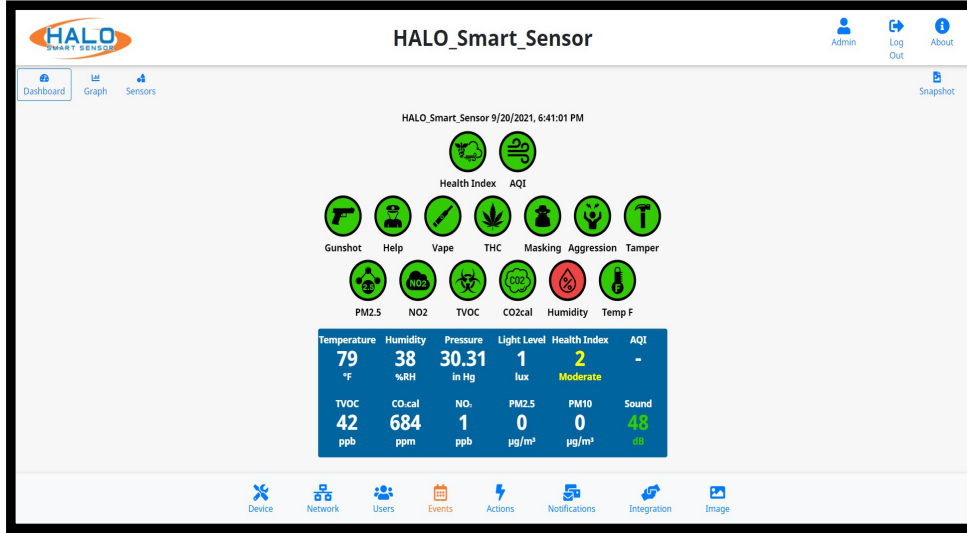 HALO
SMART SENSOR
HALO_Smart_Sensor
Admin
Log
Out
About
Dashboard
Graph
Sensors
Snapshot
HALO_Smart_Sensor 9/20/2021, 6:41:01 PM
Health Index AQI
Gunshot Help Vape THC Masking Aggression Tamper
2.5 NO2 CO2 F
PM2.5 NO2 TVOC CO2cal Humidity Temp F
Temperature Humidity Pressure Light Level Health Index AQI
79 38 30.31 1 2 -
°F %RH in Hg lux Moderate
TVOC CO₂cal NO₂ PM2.5 PM10 Sound
42 684 1 0 0 48
ppb ppm ppb µg/m³ µg/m³ dB
Device Network Users Events Actions Notifications Integration Image